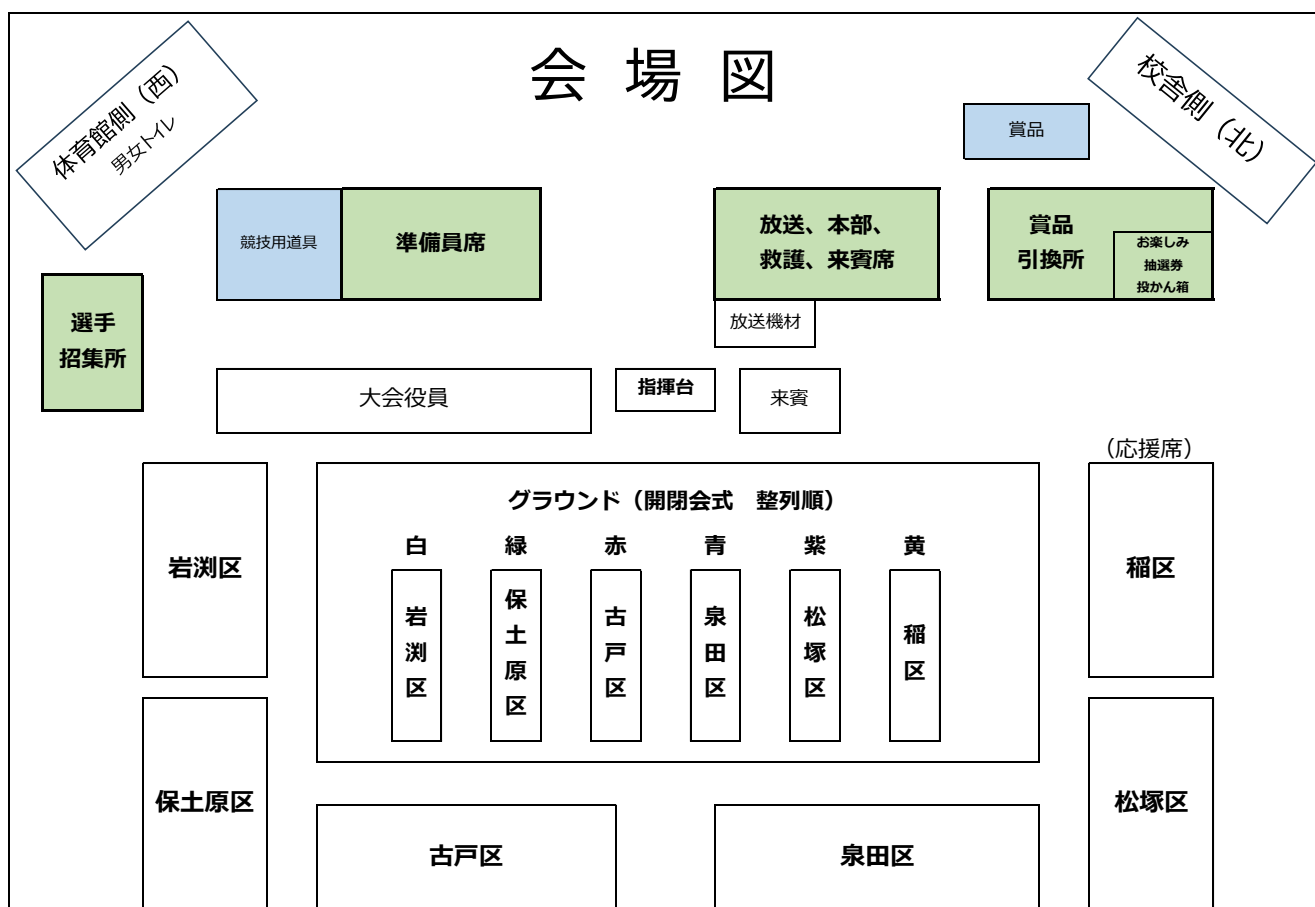 会場図
体育館側（西）
男女トイレ
校舎側（北）
賞品
競技用道具
準備員席
放送、本部、
救護、来賓席
賞品
引換所
お楽しみ
抽選券
投かん箱
選手
招集所
放送機材
大会役員
指揮台
来賓
（応援席）
岩渕区
グラウンド（開閉会式　整列順）
白
緑
赤
青
紫
黄
岩渕区
保土原区
古戸区
泉田区
松塚区
稲区
稲区
保土原区
古戸区
泉田区
松塚区